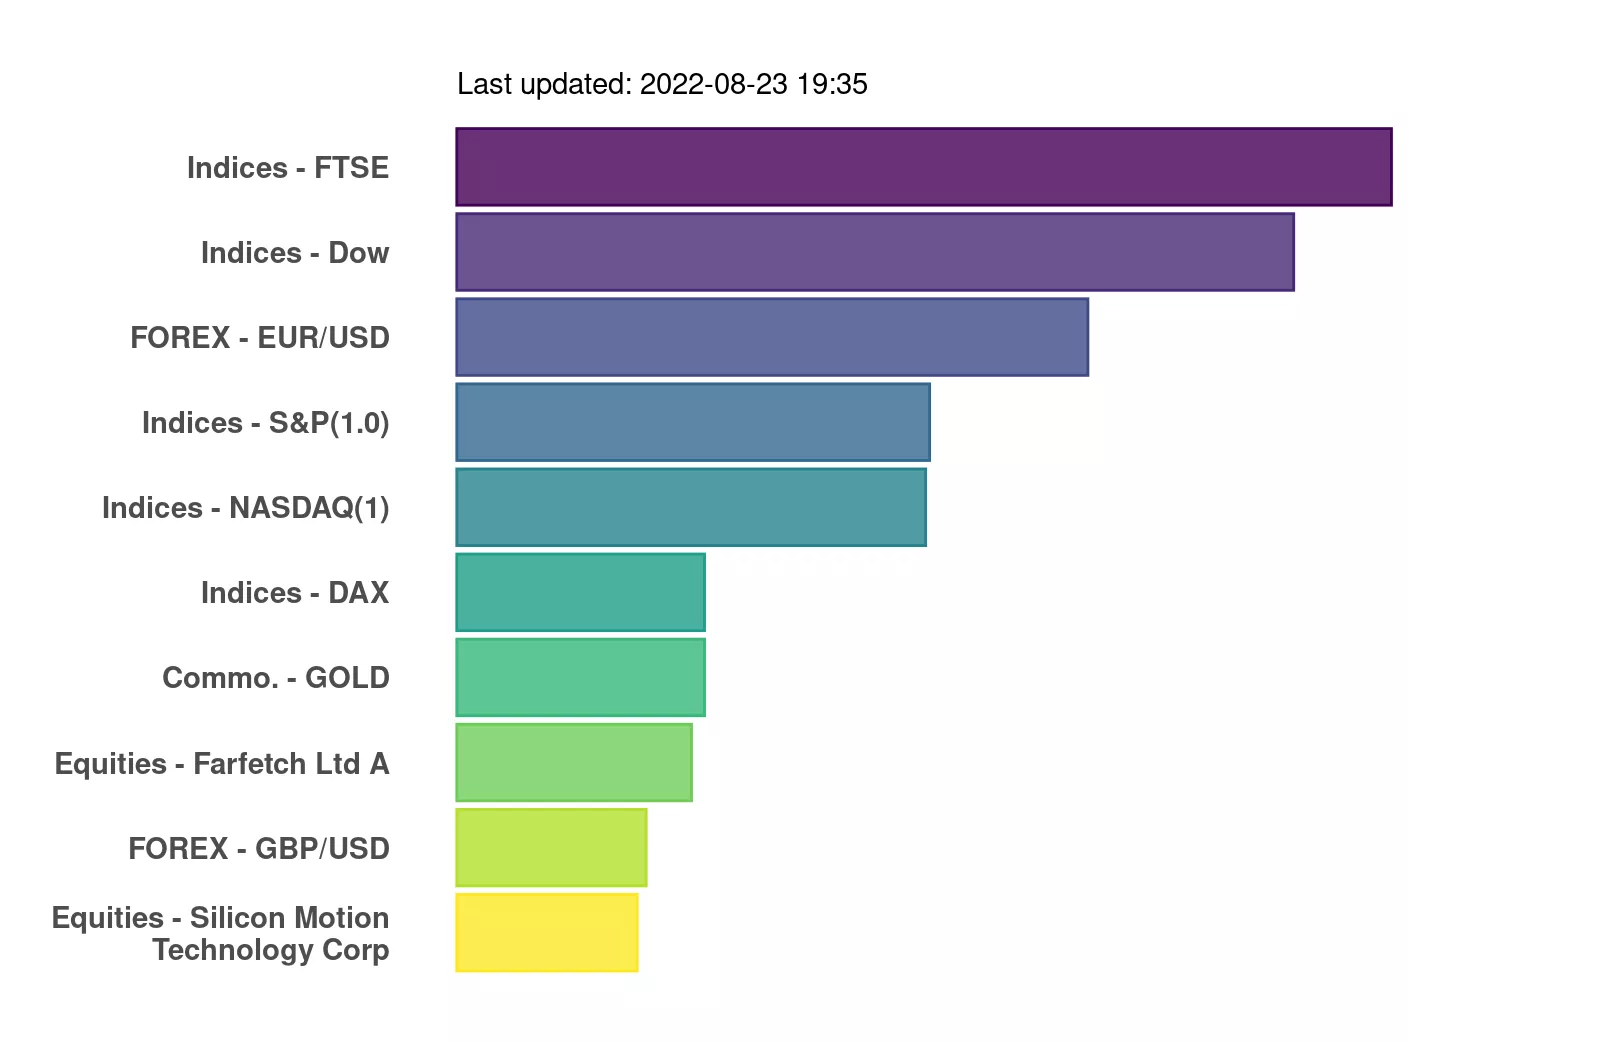 Last updated: 2022-08-23 19:35
Indices - FTSE
Indices - Dow
FOREX - EUR/USD
Indices - S&P(1.0)
Indices - NASDAQ(1)
Indices - DAX
Commo. - GOLD
Equities - Farfetch Ltd A
FOREX - GBP/USD
Equities - Silicon Motion
Technology Corp